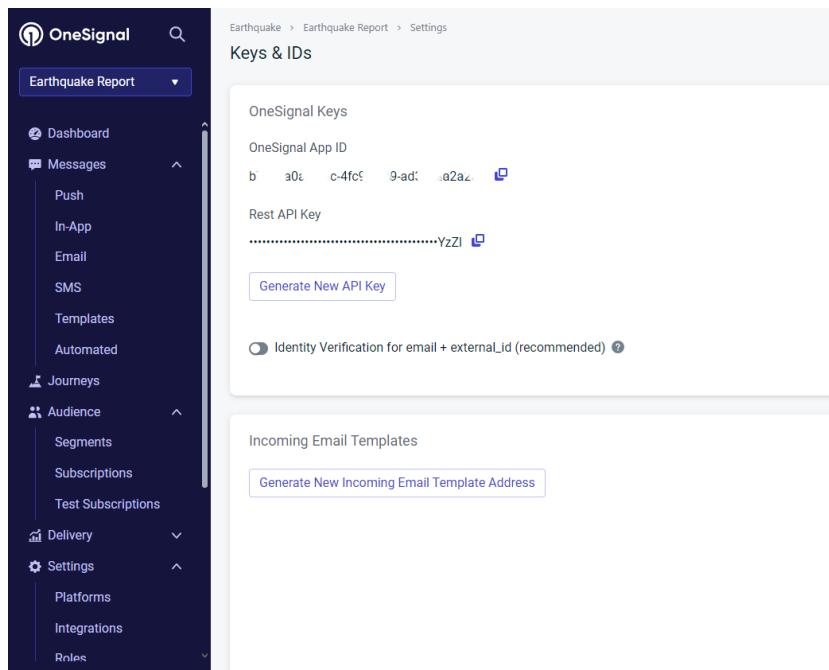 OneSignal
Earthquake Report
Dashboard
Messages
Push
In-App
Email
SMS
Templates
Automated
Journeys
Audience
Segments
Subscriptions
Test Subscriptions
Delivery
Settings
Platforms
Integrations
Roles
Earthquake > Earthquake Report > Settings
Keys & IDs
OneSignal Keys
OneSignal App ID
Rest API Key
••••••••••••••••••••••••••••••••••••••••••••YzZl
Generate New API Key
Identity Verification for email + external_id (recommended)
Incoming Email Templates
Generate New Incoming Email Template Address